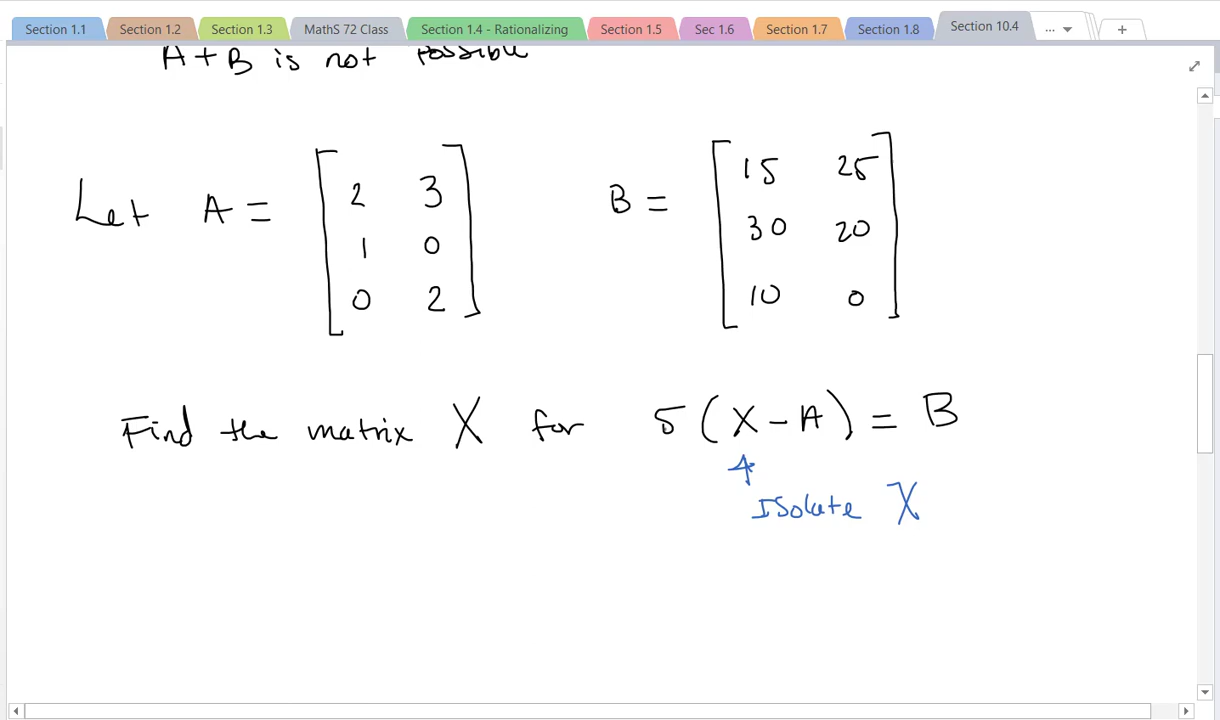 Section 1.1 Section 1.2 Section 1.3 MathS 72 Class Section 1.4 - Rationalizing Section 1.5 Sec 1.6 Section 1.7 Section 1.8 Section 10.4 ... +
A + B is not possible
Let A = [ 2 3 B = [ 15 25
1 0 30 20
0 2 ] 10 0 ]
Find the matrix X for 5 ( X - A ) = B
Isolate X